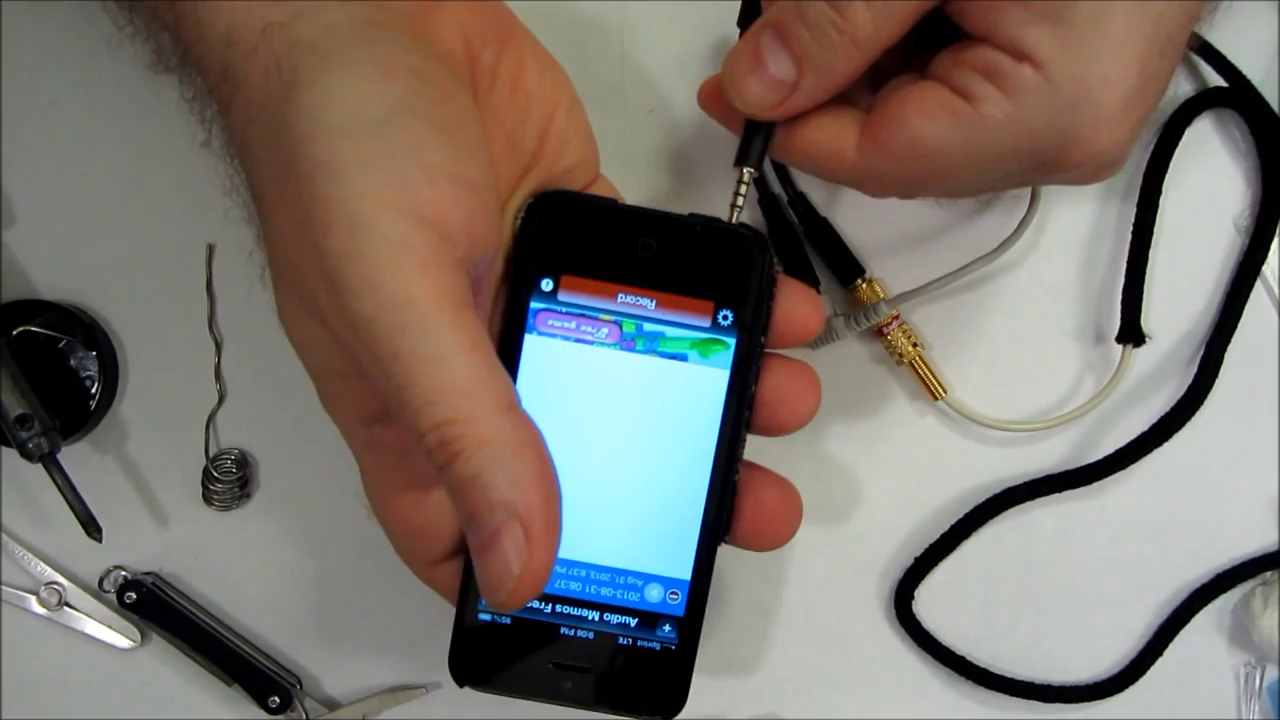 Sprint LTE 9:06 PM 95%
+ Audio Memos Free
2013-08-31 08:37
Aug 31, 2013, 8:37 PM
Free game
Record